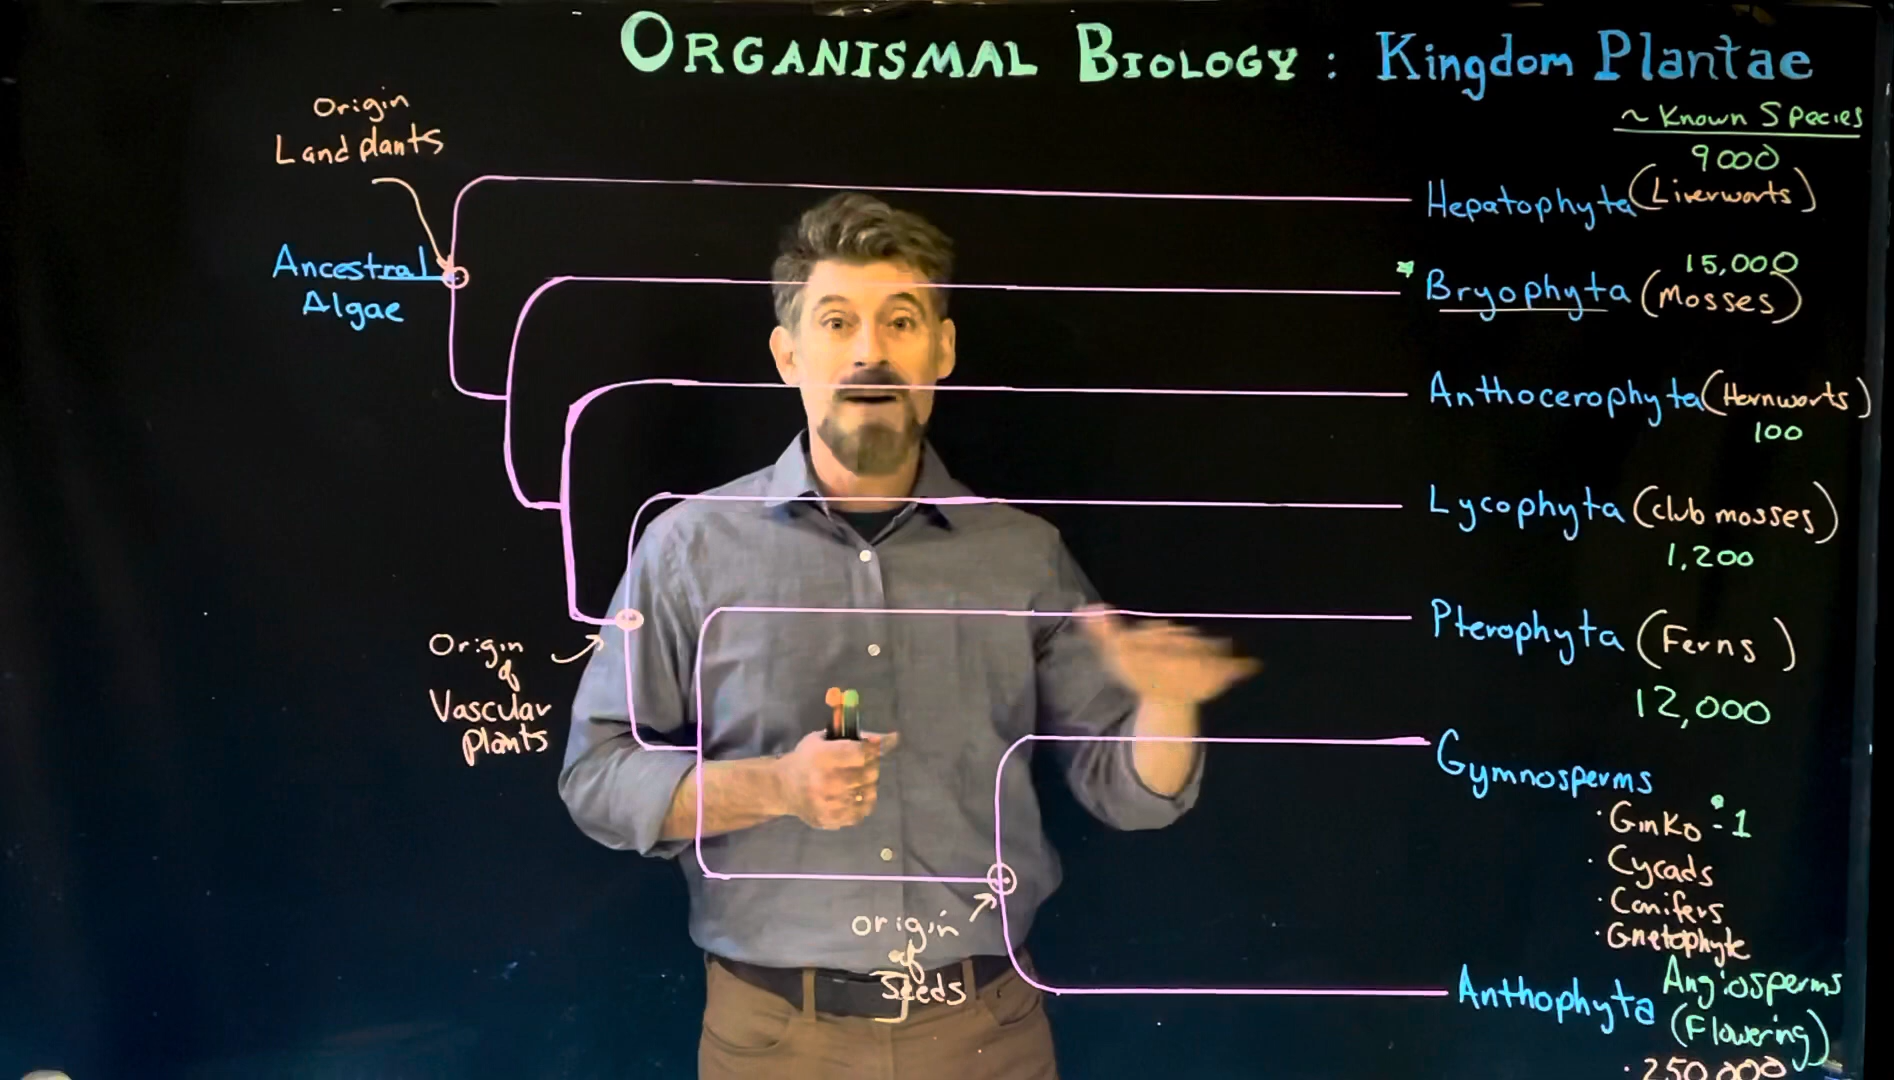 ORGANISMAL BIOLOGY : Kingdom Plantae
~ Known Species
Origin
Land plants
Ancestral
Algae
9000
Hepatophyta (Liverworts)
15,000
Bryophyta (Mosses)
Anthocerophyta (Hornworts)
100
Lycophyta (club mosses)
1,200
Pterophyta (Ferns)
12,000
Origin
of
Vascular
plants
Gymnosperms
· Ginko - 1
· Cycads
· Conifers
· Gnetophyte
origin
of
Seeds
Anthophyta Angiosperms
(Flowering)
· 250,000